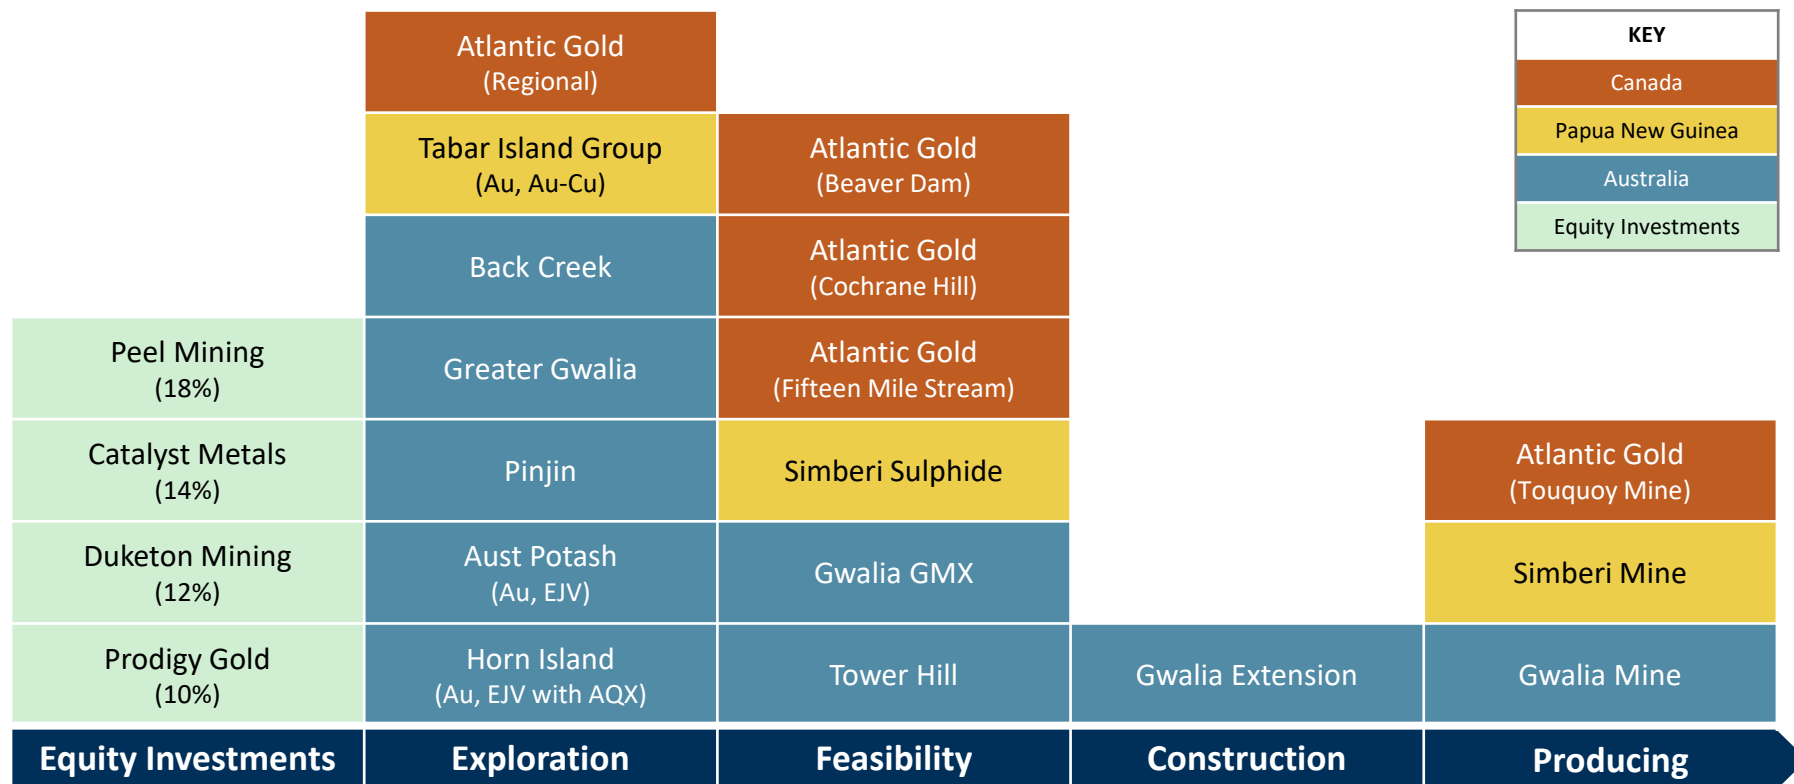 Atlantic Gold
(Regional)
Tabar Island Group
(Au, Au-Cu)
Back Creek
Greater Gwalia
Pinjin
Aust Potash
(Au, EJV)
Horn Island
(Au, EJV with AQX)
Atlantic Gold
(Beaver Dam)
Atlantic Gold
(Cochrane Hill)
Atlantic Gold
(Fifteen Mile Stream)
Simberi Sulphide
Gwalia GMX
Tower Hill
Peel Mining
(18%)
Catalyst Metals
(14%)
Duketon Mining
(12%)
Prodigy Gold
(10%)
Gwalia Extension
Atlantic Gold
(Touquoy Mine)
Simberi Mine
Gwalia Mine
Equity Investments
Exploration
Feasibility
Construction
Producing
KEY
Canada
Papua New Guinea
Australia
Equity Investments